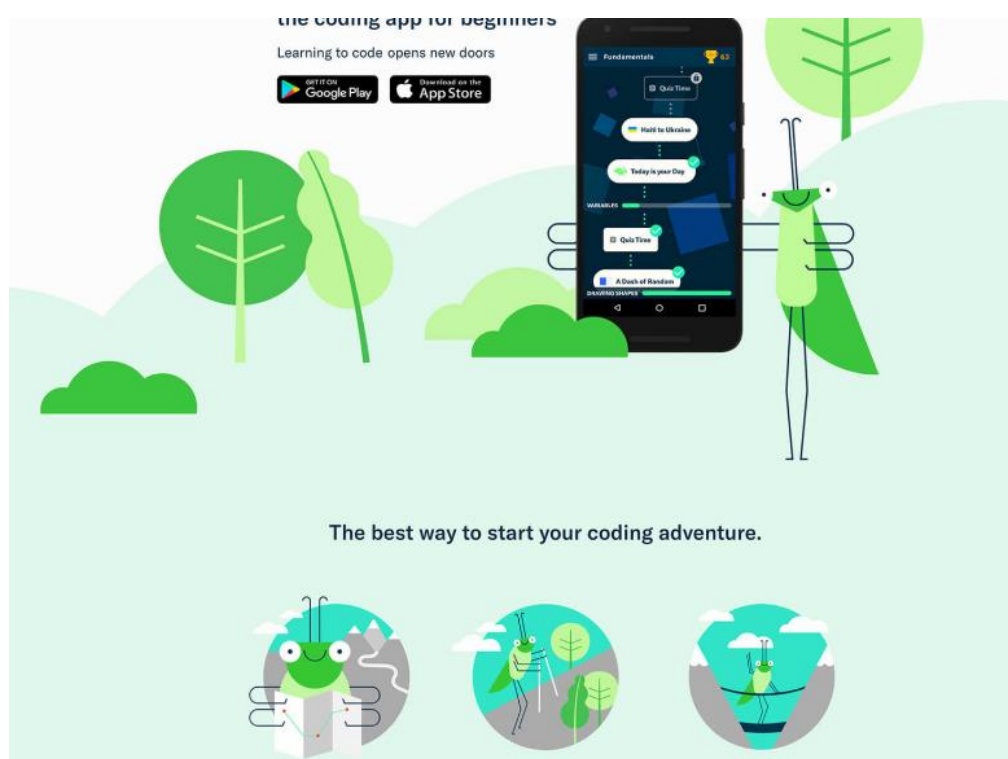 the coding app for beginners
Learning to code opens new doors
GET IT ON
Google Play
Download on the
App Store
Fundamentals
63
Quiz Time
Haiti to Ukraine
Today is your Day
VARIABLES
Quiz Time
A Dash of Random
DRAWING SHAPES
The best way to start your coding adventure.